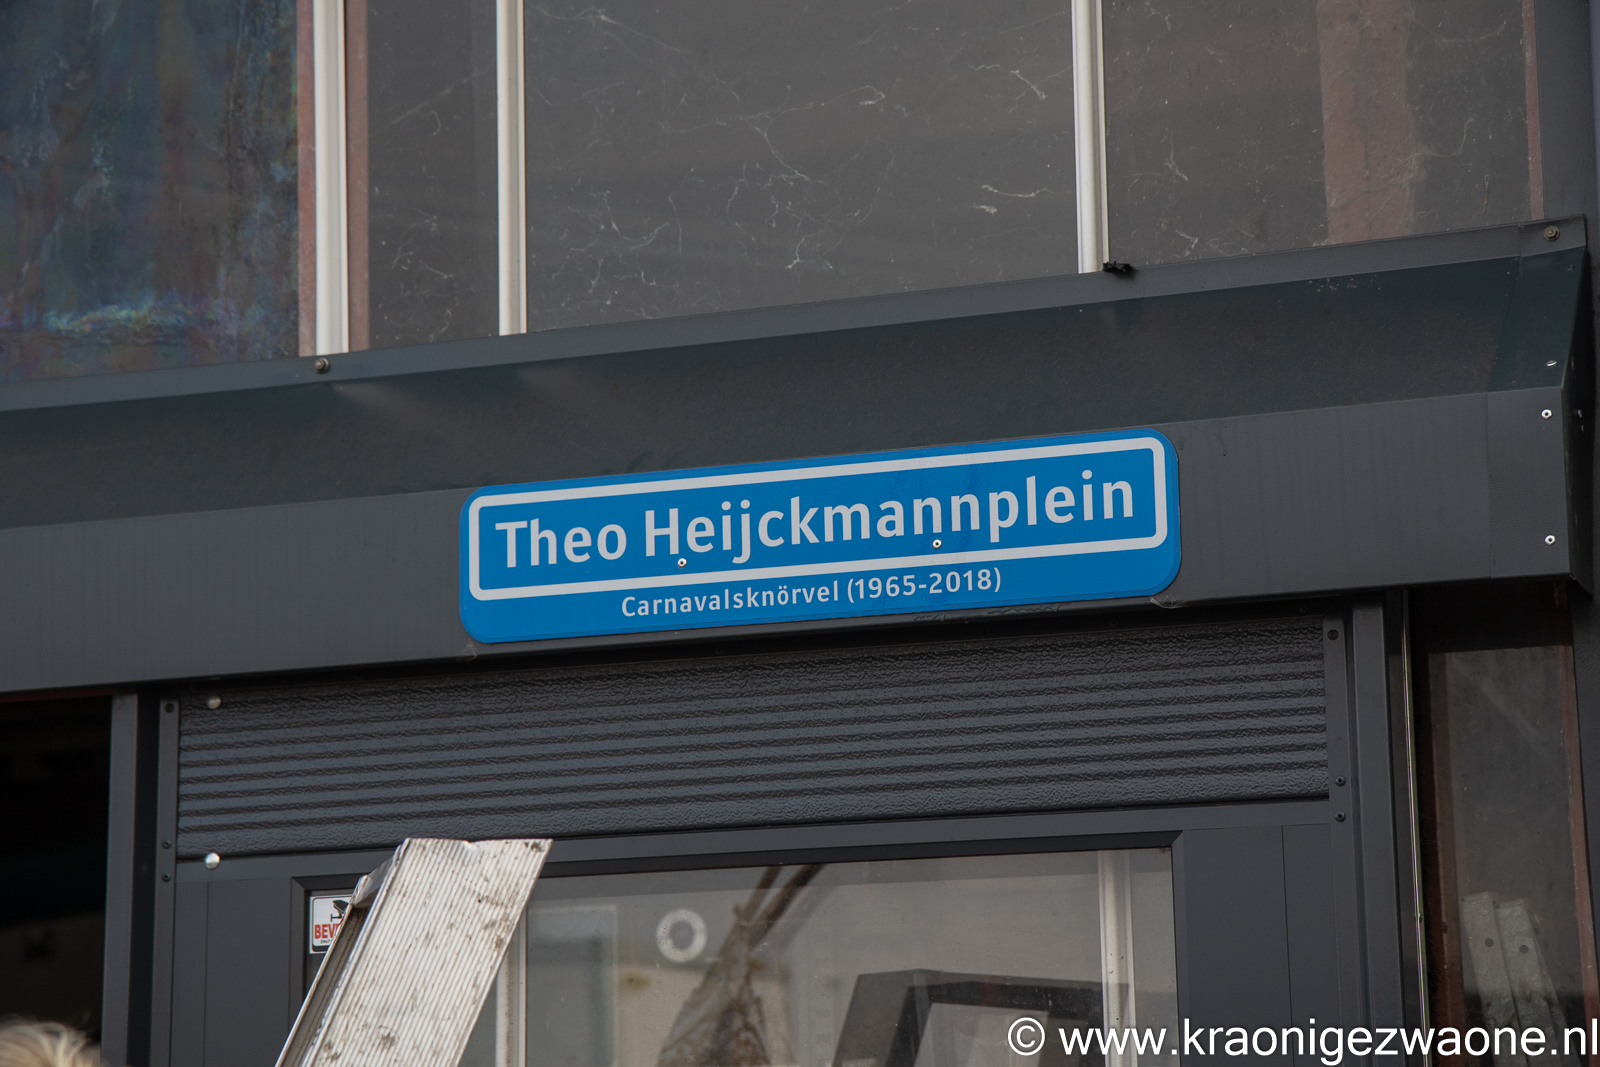 Theo Heijckmannplein
Carnavalsknörvel (1965-2018)
© www.kraonigezwaone.nl